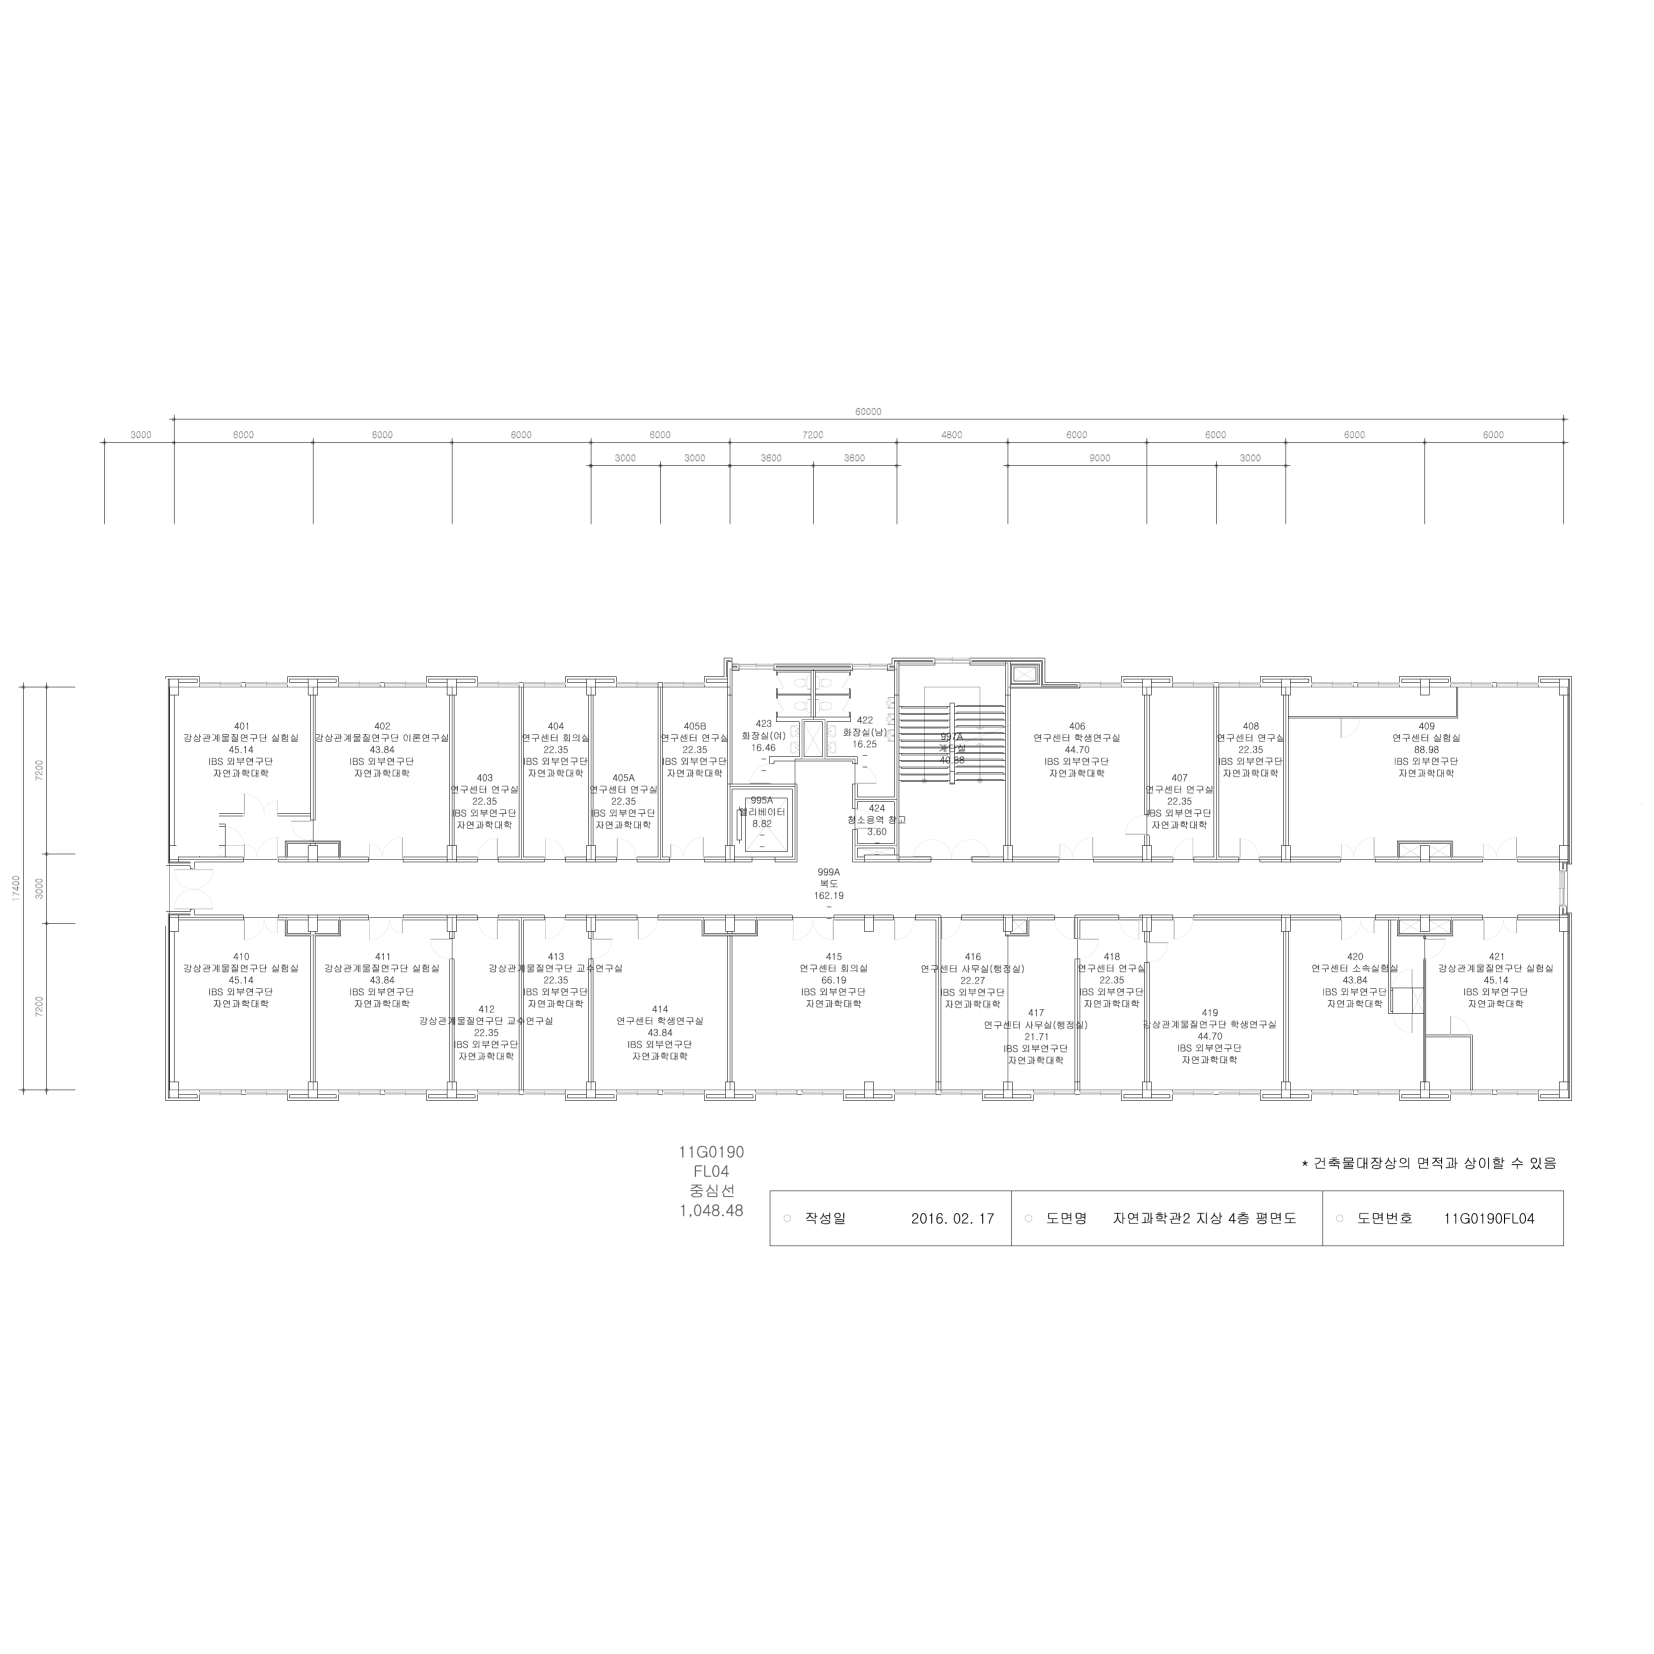 60000
3000
6000
6000
6000
6000
7200
4800
6000
6000
6000
6000
3000
3000
3600
3600
9000
3000
17400
7200
3000
7200
401
강상관계물질연구단 실험실
45.14
IBS 외부연구단
자연과학대학
402
강상관계물질연구단 이론연구실
43.84
IBS 외부연구단
자연과학대학
403
연구센터 연구실
22.35
IBS 외부연구단
자연과학대학
404
연구센터 회의실
22.35
IBS 외부연구단
자연과학대학
405A
연구센터 연구실
22.35
IBS 외부연구단
자연과학대학
405B
연구센터 연구실
22.35
IBS 외부연구단
자연과학대학
423
화장실(여)
16.46
–
–
422
화장실(남)
16.25
–
–
995A
엘리베이터
8.82
–
–
424
청소용역 창고
3.60
–
997A
계단실
40.88
406
연구센터 학생연구실
44.70
IBS 외부연구단
자연과학대학
407
연구센터 연구실
22.35
IBS 외부연구단
자연과학대학
408
연구센터 연구실
22.35
IBS 외부연구단
자연과학대학
409
연구센터 실험실
88.98
IBS 외부연구단
자연과학대학
999A
복도
162.19
–
410
강상관계물질연구단 실험실
45.14
IBS 외부연구단
자연과학대학
411
강상관계물질연구단 실험실
43.84
IBS 외부연구단
자연과학대학
412
강상관계물질연구단 교수연구실
22.35
IBS 외부연구단
자연과학대학
413
강상관계물질연구단 교수연구실
22.35
IBS 외부연구단
자연과학대학
414
연구센터 학생연구실
43.84
IBS 외부연구단
자연과학대학
415
연구센터 회의실
66.19
IBS 외부연구단
자연과학대학
416
연구센터 사무실(행정실)
22.27
IBS 외부연구단
자연과학대학
417
연구센터 사무실(행정실)
21.71
IBS 외부연구단
자연과학대학
418
연구센터 연구실
22.35
IBS 외부연구단
자연과학대학
419
강상관계물질연구단 학생연구실
44.70
IBS 외부연구단
자연과학대학
420
연구센터 소속실험실
43.84
IBS 외부연구단
자연과학대학
421
강상관계물질연구단 실험실
45.14
IBS 외부연구단
자연과학대학
11G0190
FL04
중심선
1,048.48
* 건축물대장상의 면적과 상이할 수 있음
○ 작성일 2016. 02. 17
○ 도면명 자연과학관2 지상 4층 평면도
○ 도면번호 11G0190FL04